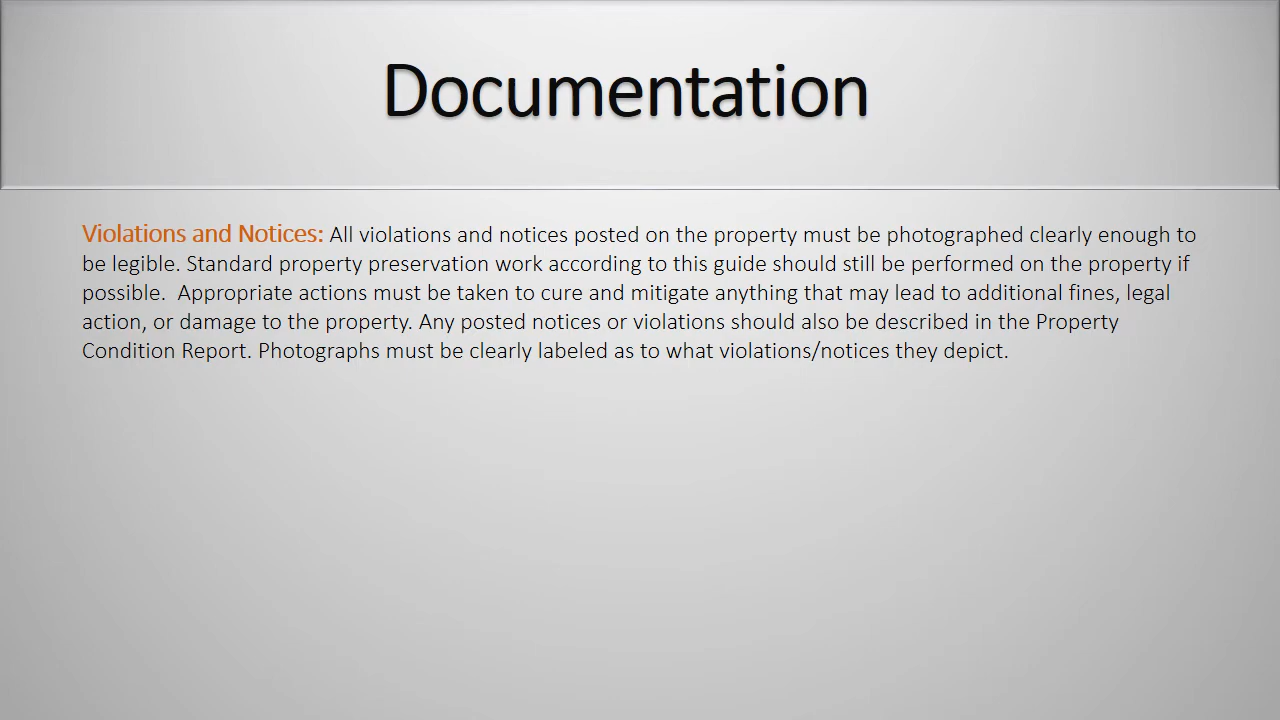 Documentation
Violations and Notices: All violations and notices posted on the property must be photographed clearly enough to
be legible. Standard property preservation work according to this guide should still be performed on the property if
possible.  Appropriate actions must be taken to cure and mitigate anything that may lead to additional fines, legal
action, or damage to the property. Any posted notices or violations should also be described in the Property
Condition Report. Photographs must be clearly labeled as to what violations/notices they depict.